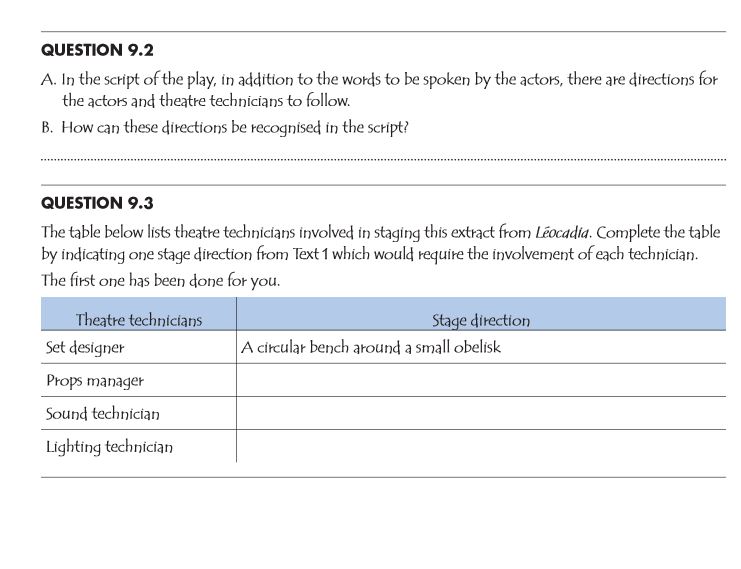 QUESTION 9.2
A. In the script of the play, in addition to the words to be spoken by the actors, there are directions for
the actors and theatre technicians to follow.
B. How can these directions be recognised in the script?
QUESTION 9.3
The table below lists theatre technicians involved in staging this extract from Léocadia. Complete the table
by indicating one stage direction from Text 1 which would require the involvement of each technician.
The first one has been done for you.
Theatre technicians Stage direction
Set designer A circular bench around a small obelisk
Props manager
Sound technician
Lighting technician